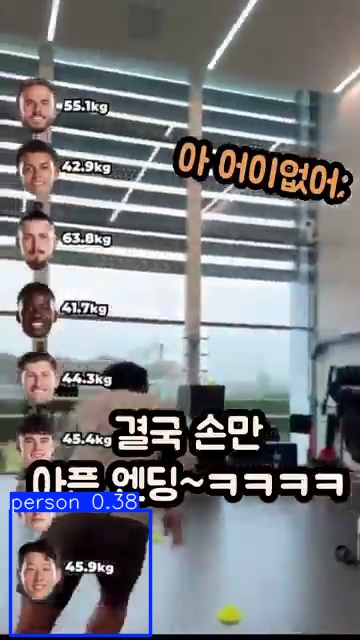 55.1kg
42.9kg
아 어이없어;
63.8kg
41.7kg
44.3kg
45.4kg
결국 손만
아픈 엔딩~ㅋㅋㅋㅋ
person 0.38
45.9kg